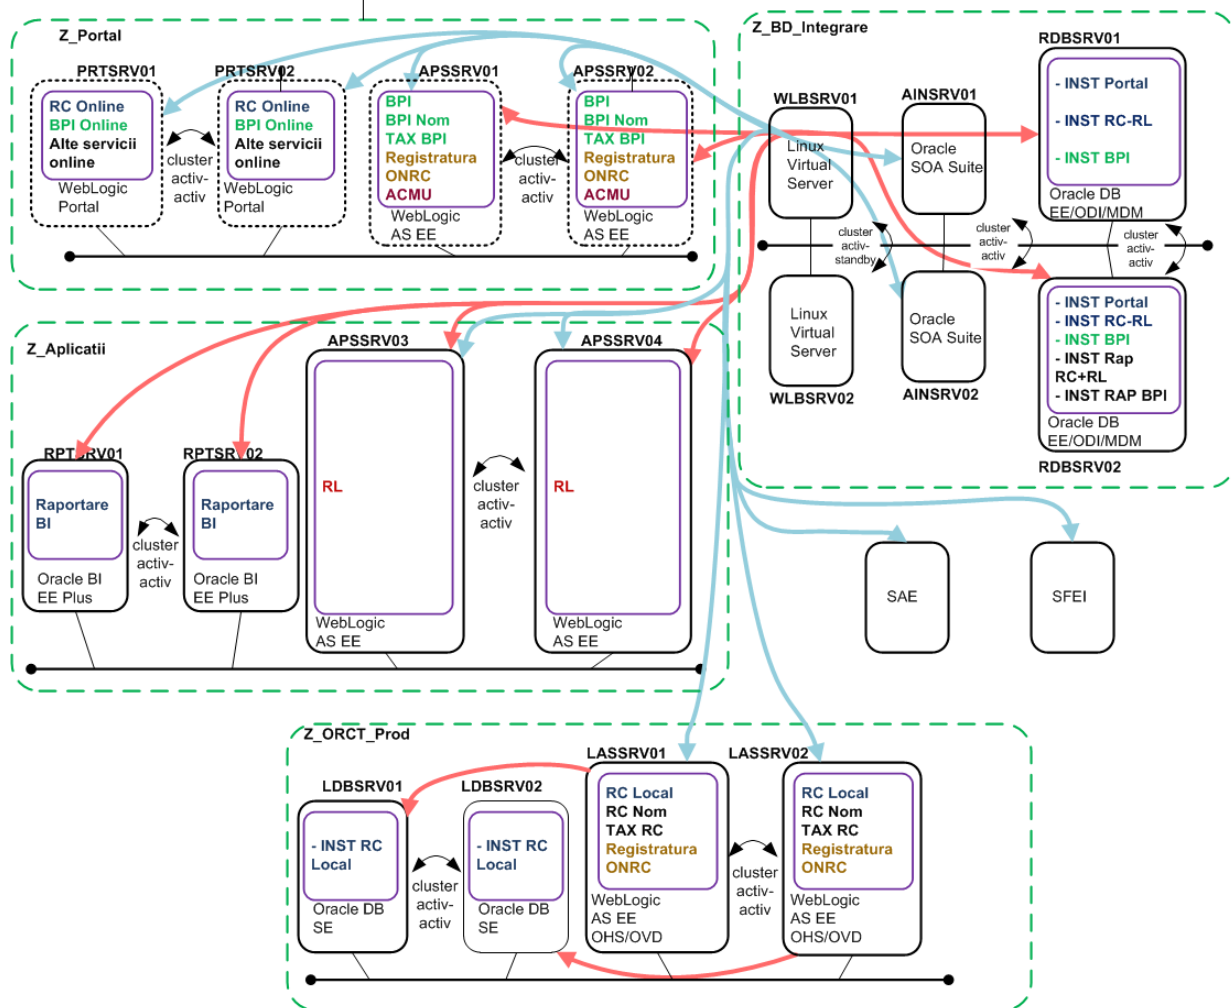 Z_Portal
PRTSRV01
RC Online
BPI Online
Alte servicii
online
WebLogic
Portal
cluster
activ-
activ
PRTSRV02
RC Online
BPI Online
Alte servicii
online
WebLogic
Portal
APSSRV01
BPI
BPI Nom
TAX BPI
Registratura
ONRC
ACMU
WebLogic
AS EE
cluster
activ-
activ
APSSRV02
BPI
BPI Nom
TAX BPI
Registratura
ONRC
ACMU
WebLogic
AS EE
Z_BD_Integrare
WLBSRV01
Linux
Virtual
Server
cluster
activ-
standby
Linux
Virtual
Server
WLBSRV02
AINSRV01
Oracle
SOA Suite
cluster
activ-
activ
Oracle
SOA Suite
AINSRV02
RDBSRV01
- INST Portal
- INST RC-RL
- INST BPI
Oracle DB
EE/ODI/MDM
cluster
activ-
activ
- INST Portal
- INST RC-RL
- INST BPI
- INST Rap
RC+RL
- INST RAP BPI
Oracle DB
EE/ODI/MDM
RDBSRV02
Z_Aplicatii
RPTSRV01
Raportare
BI
Oracle BI
EE Plus
cluster
activ-
activ
RPTSRV02
Raportare
BI
Oracle BI
EE Plus
APSSRV03
RL
WebLogic
AS EE
cluster
activ-
activ
APSSRV04
RL
WebLogic
AS EE
SAE
SFEI
Z_ORCT_Prod
LDBSRV01
- INST RC
Local
Oracle DB
SE
cluster
activ-
activ
LDBSRV02
- INST RC
Local
Oracle DB
SE
LASSRV01
RC Local
RC Nom
TAX RC
Registratura
ONRC
WebLogic
AS EE
OHS/OVD
cluster
activ-
activ
LASSRV02
RC Local
RC Nom
TAX RC
Registratura
ONRC
WebLogic
AS EE
OHS/OVD